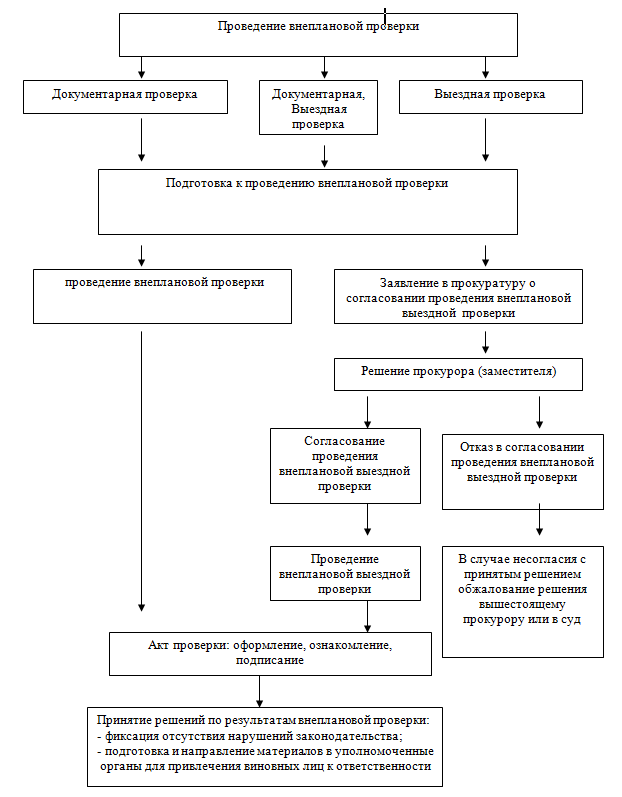 Проведение внеплановой проверки
Документарная проверка
Документарная,
Выездная
проверка
Выездная проверка
Подготовка к проведению внеплановой проверки
проведение внеплановой проверки
Заявление в прокуратуру о
согласовании проведения внеплановой
выездной проверки
Решение прокурора (заместителя)
Согласование
проведения
внеплановой выездной
проверки
Отказ в согласовании
проведения внеплановой
выездной проверки
Проведение
внеплановой выездной
проверки
В случае несогласия с
принятым решением
обжалование решения
вышестоящему
прокурору или в суд
Акт проверки: оформление, ознакомление,
подписание
Принятие решений по результатам внеплановой проверки:
- фиксация отсутствия нарушений законодательства;
- подготовка и направление материалов в уполномоченные
органы для привлечения виновных лиц к ответственности